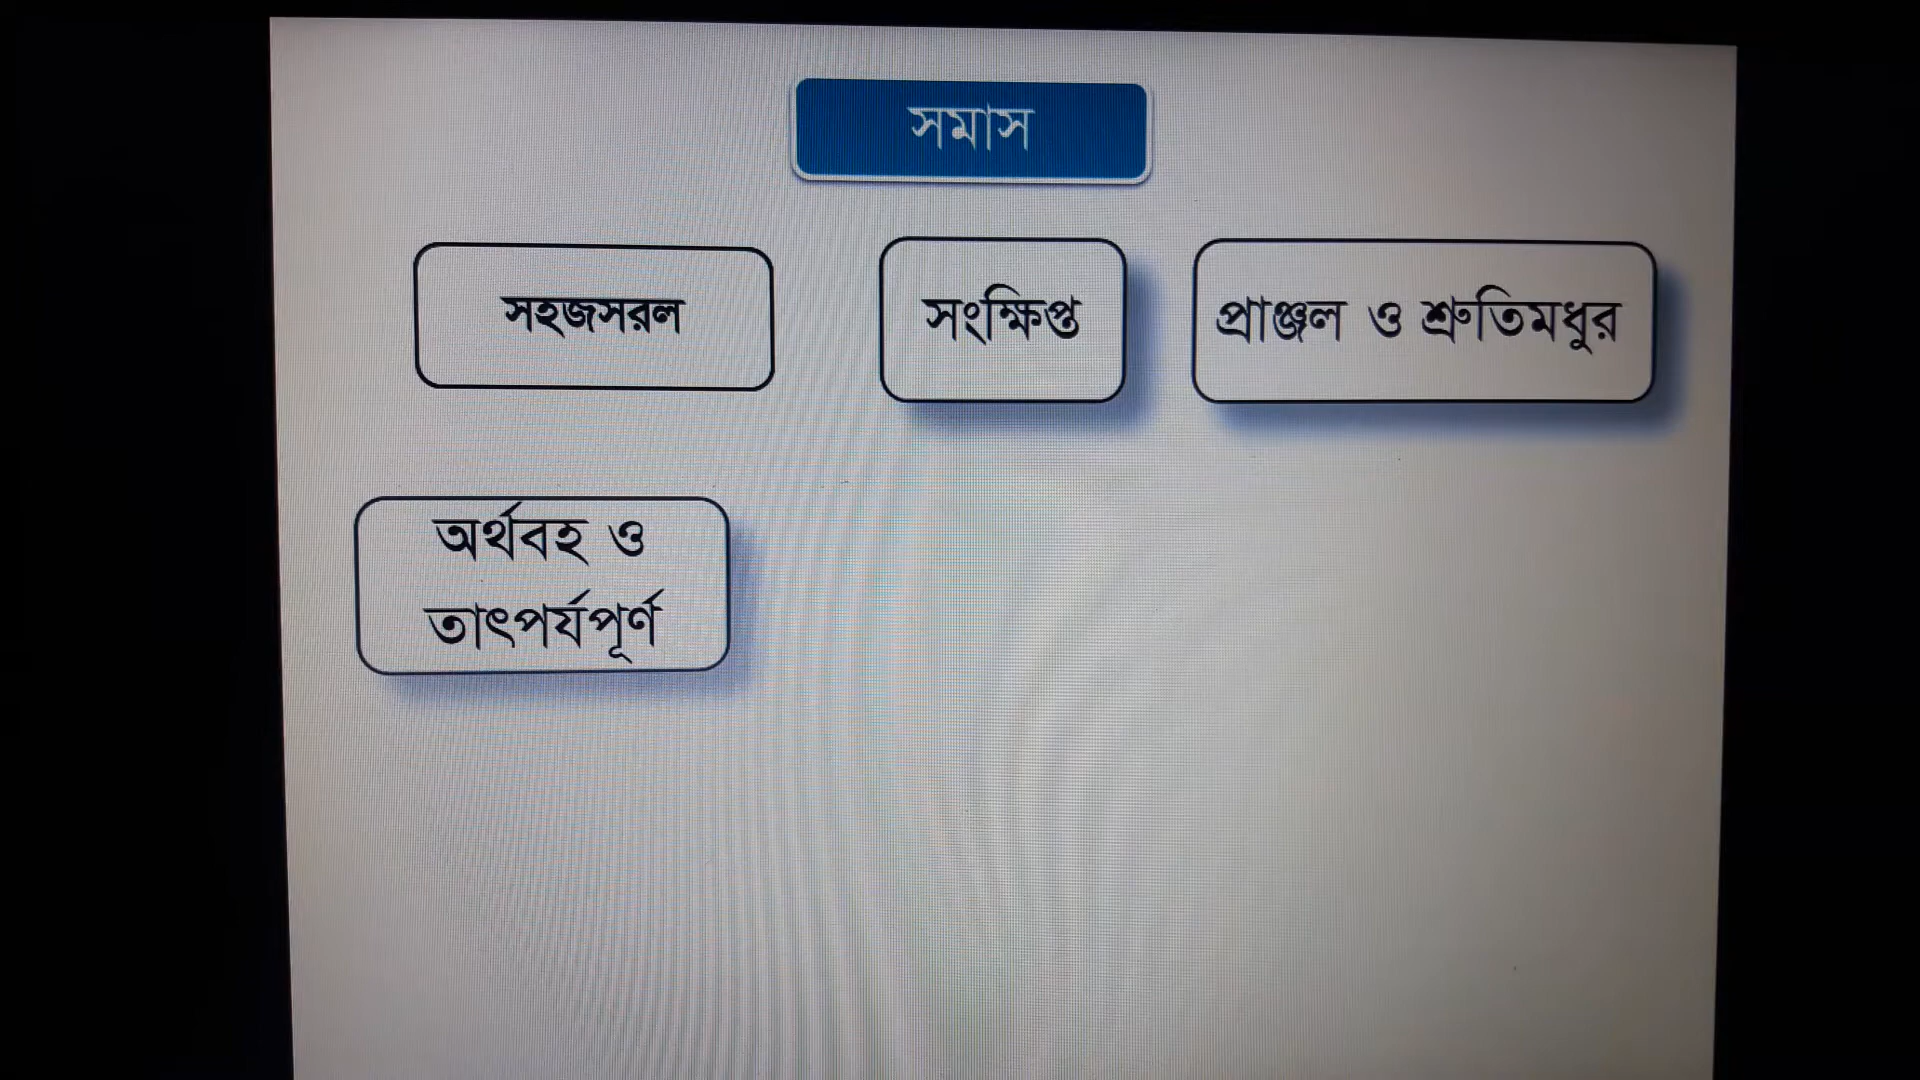 সমাস
সহজসরল
সংক্ষিপ্ত
প্রাঞ্জল ও শ্রুতিমধুর
অর্থবহ ও
তাৎপর্যপূর্ণ